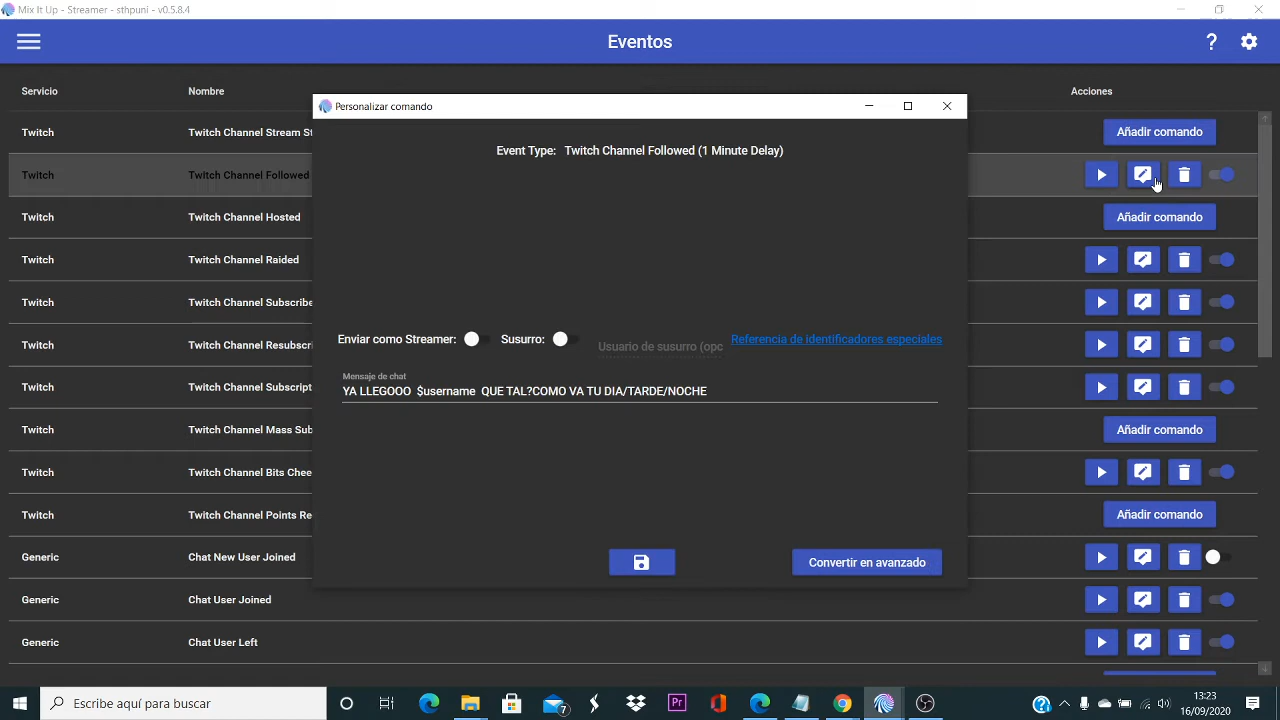 Mix It Up - Streamer - sthpuni - v0.5.8.4
Eventos
?
Servicio Nombre Acciones
Personalizar comando
Event Type: Twitch Channel Followed (1 Minute Delay)
Twitch Twitch Channel Stream St Añadir comando
Twitch Twitch Channel Followed
Twitch Twitch Channel Hosted Añadir comando
Twitch Twitch Channel Raided
Twitch Twitch Channel Subscribe
Twitch Twitch Channel Resubsc
Twitch Twitch Channel Subscript
Twitch Twitch Channel Mass Sub Añadir comando
Twitch Twitch Channel Bits Chee
Twitch Twitch Channel Points Re Añadir comando
Generic Chat New User Joined
Generic Chat User Joined
Generic Chat User Left
Enviar como Streamer: Susurro: Usuario de susurro (opc Referencia de identificadores especiales
Mensaje de chat
YA LLEGOOO $username QUE TAL?COMO VA TU DIA/TARDE/NOCHE
Convertir en avanzado
Escribe aquí para buscar
7
Pr
?
13:23
16/09/2020